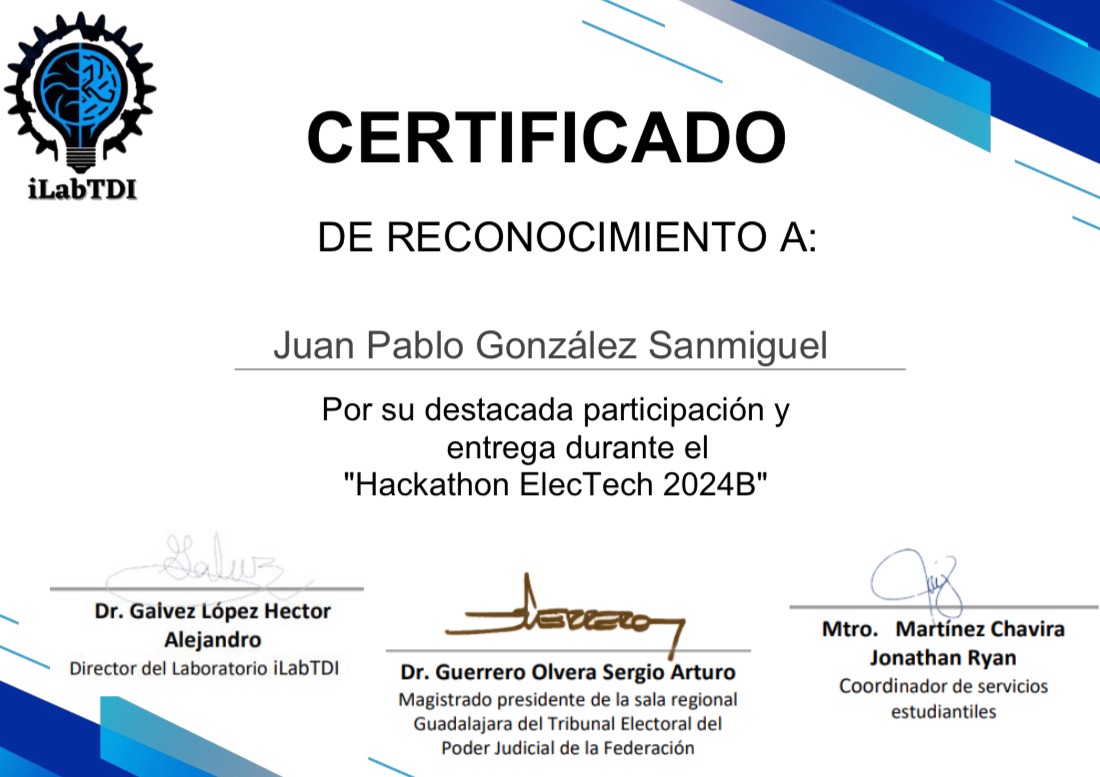 iLabTDI
CERTIFICADO
DE RECONOCIMIENTO A:
Juan Pablo González Sanmiguel
Por su destacada participación y
entrega durante el
"Hackathon ElecTech 2024B"
Galvez
Dr. Galvez López Hector
Alejandro
Director del Laboratorio iLabTDI
GUERRERO
Dr. Guerrero Olvera Sergio Arturo
Magistrado presidente de la sala regional
Guadalajara del Tribunal Electoral del
Poder Judicial de la Federación
Mtro. Martínez Chavira
Jonathan Ryan
Coordinador de servicios
estudiantiles